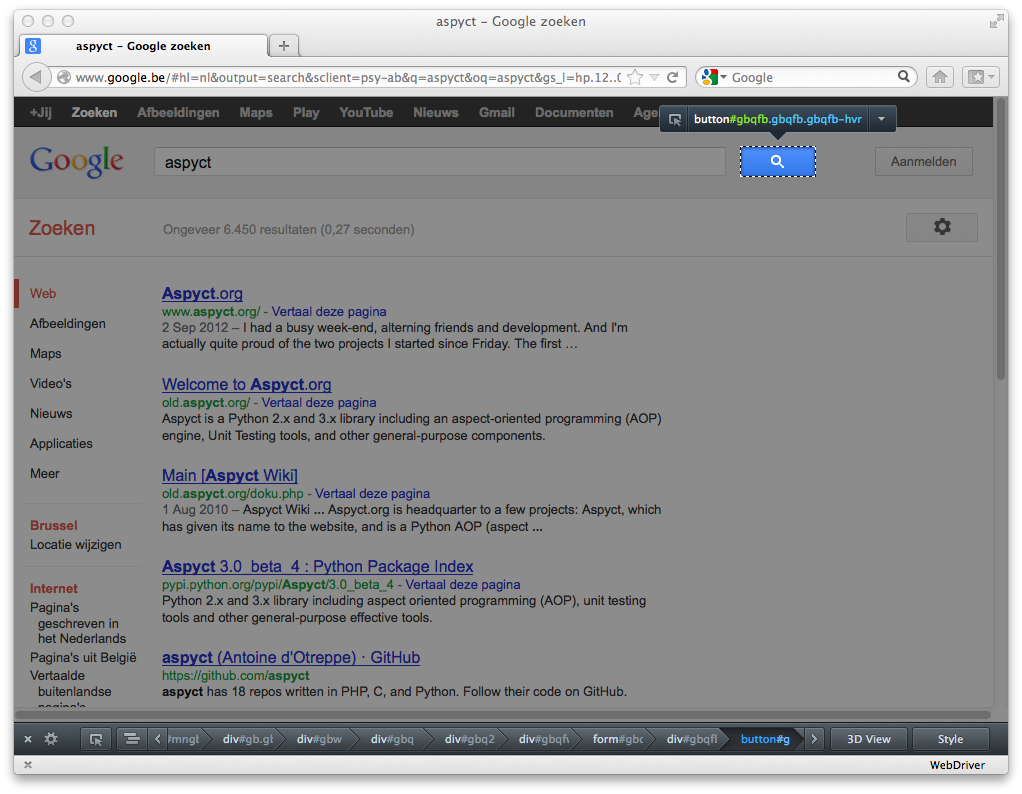 aspyct – Google zoeken
aspyct – Google zoeken
www.google.be/#hl=nl&output=search&sclient=psy-ab&q=aspyct&oq=aspyct&gs_l=hp.12..0
Google
+Jij Zoeken Afbeeldingen Maps Play YouTube Nieuws Gmail Documenten Age
button#gbqfb.gbqfb.gbqfb-hvr
Google
aspyct
Aanmelden
Zoeken
Ongeveer 6.450 resultaten (0,27 seconden)
Web
Afbeeldingen
Maps
Video's
Nieuws
Applicaties
Meer
Brussel
Locatie wijzigen
Internet
Pagina's
geschreven in
het Nederlands
Pagina's uit België
Vertaalde
buitenlandse
pagina's
Aspyct.org
www.aspyct.org/ - Vertaal deze pagina
2 Sep 2012 – I had a busy week-end, alterning friends and development. And I'm
actually quite proud of the two projects I started since Friday. The first …
Welcome to Aspyct.org
old.aspyct.org/ - Vertaal deze pagina
Aspyct is a Python 2.x and 3.x library including an aspect-oriented programming (AOP)
engine, Unit Testing tools, and other general-purpose components.
Main [Aspyct Wiki]
old.aspyct.org/doku.php - Vertaal deze pagina
1 Aug 2010 – Aspyct Wiki ... Aspyct.org is headquarter to a few projects: Aspyct, which
has given its name to the website, and is a Python AOP (aspect ...
Aspyct 3.0_beta_4 : Python Package Index
pypi.python.org/pypi/Aspyct/3.0_beta_4 - Vertaal deze pagina
Python 2.x and 3.x library including aspect oriented programming (AOP), unit testing
tools and other general-purpose effective tools.
aspyct (Antoine d'Otreppe) · GitHub
https://github.com/aspyct
aspyct has 18 repos written in PHP, C, and Python. Follow their code on GitHub.
#mngb div#gb.gb div#gbw div#gbq div#gbq2 div#gbqfw form#gbq div#gbqff button#g 3D View Style
WebDriver